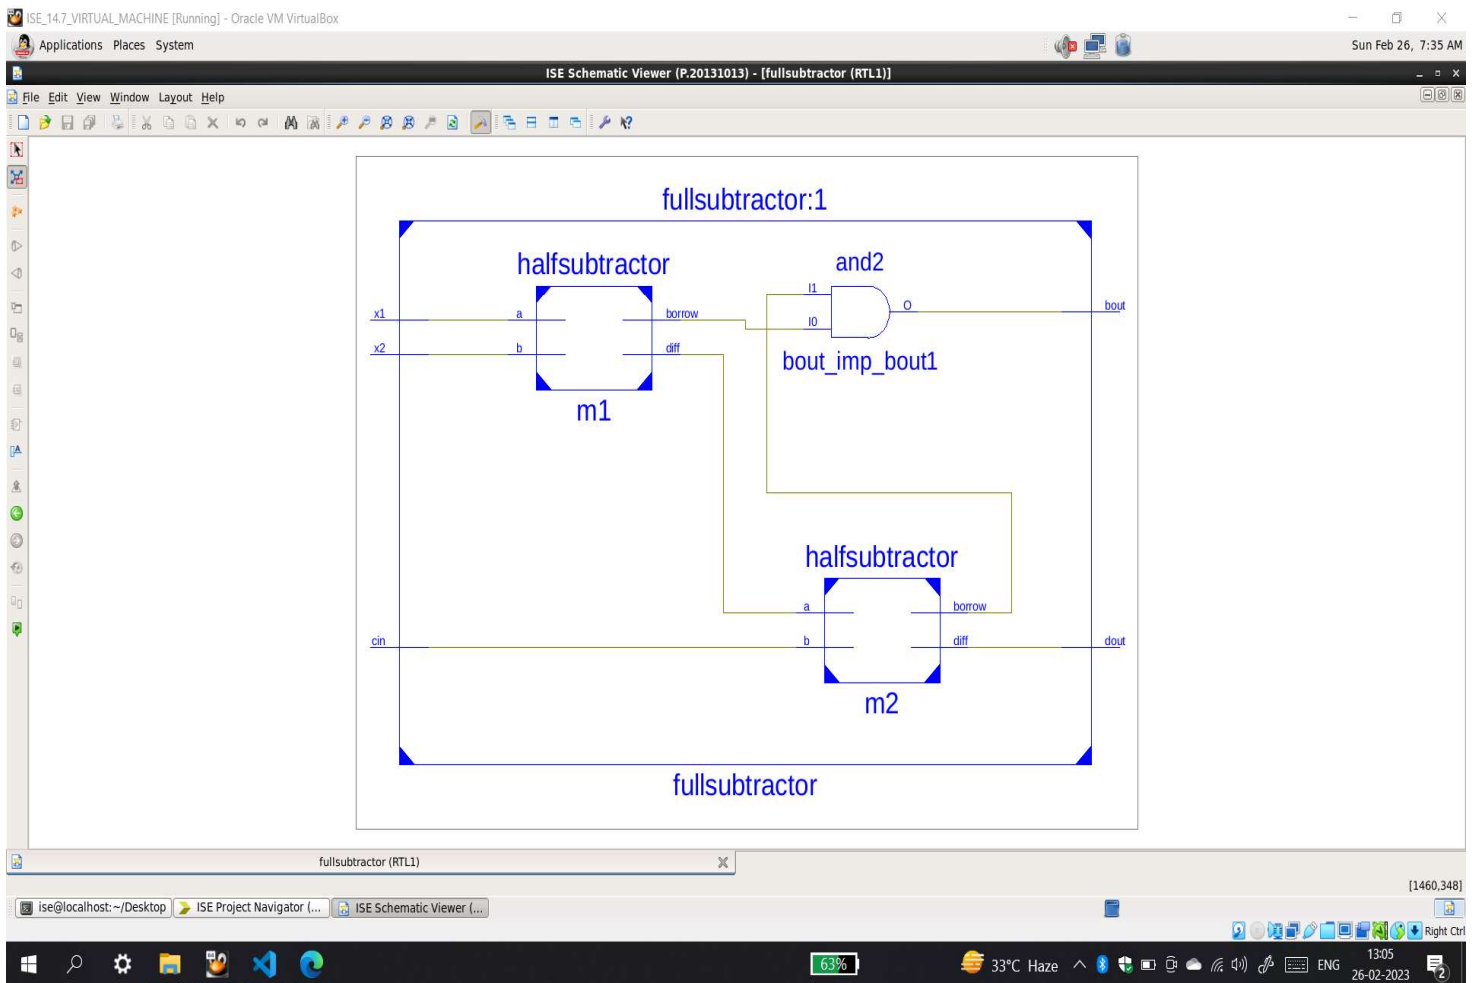 ISE_14.7_VIRTUAL_MACHINE [Running] - Oracle VM VirtualBox
Applications Places System
Sun Feb 26, 7:35 AM
ISE Schematic Viewer (P.20131013) - [fullsubtractor (RTL1)]
File Edit View Window Layout Help
fullsubtractor:1
halfsubtractor
and2
x1
a
borrow
I1
O
bout
x2
b
diff
I0
m1
bout_imp_bout1
halfsubtractor
a
borrow
cin
b
diff
dout
m2
fullsubtractor
fullsubtractor (RTL1)
[1460,348]
ise@localhost:~/Desktop
ISE Project Navigator (...
ISE Schematic Viewer (...
Right Ctrl
63%
33°C Haze
ENG
13:05
26-02-2023
2